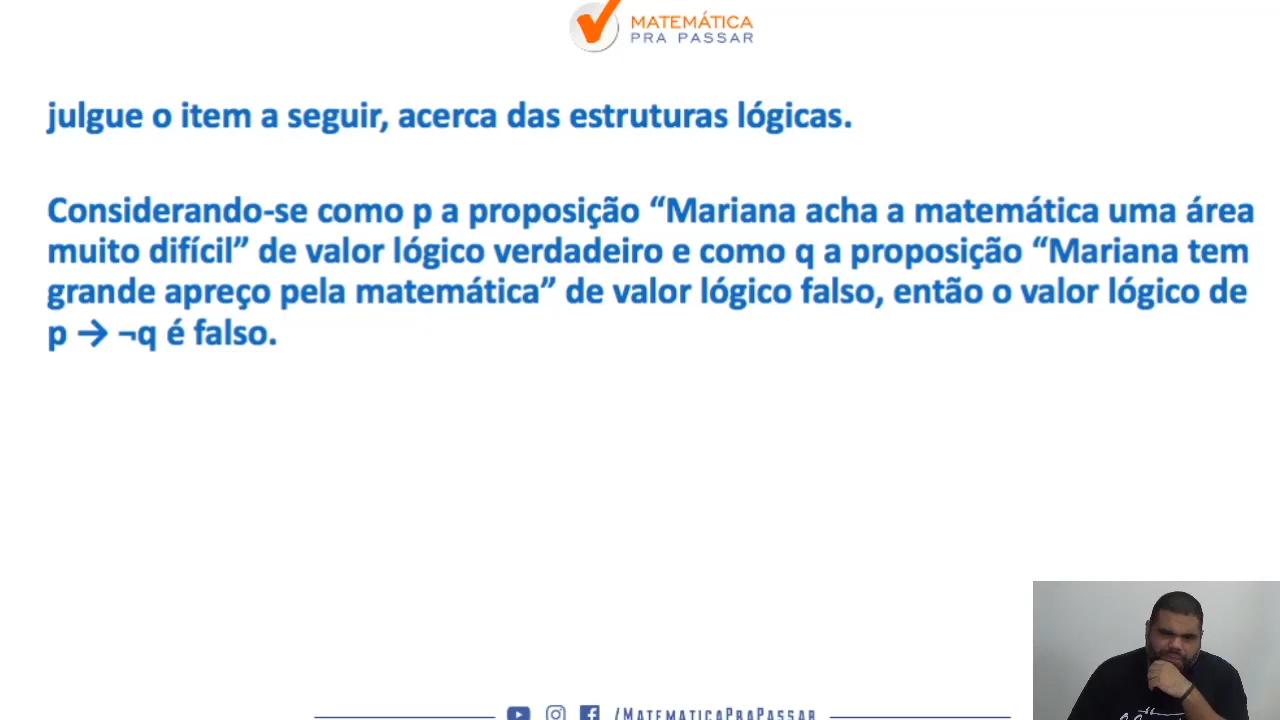 MATEMÁTICA
PRA PASSAR
julgue o item a seguir, acerca das estruturas lógicas.
Considerando-se como p a proposição “Mariana acha a matemática uma área
muito difícil” de valor lógico verdadeiro e como q a proposição “Mariana tem
grande apreço pela matemática” de valor lógico falso, então o valor lógico de
p → ¬q é falso.
/MATEMATICAPRAPASSAR